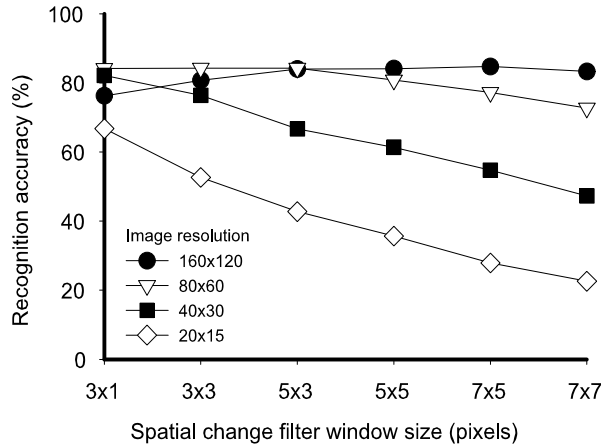 100
80
60
40
20
0
Recognition accuracy (%)
Image resolution
160x120
80x60
40x30
20x15
3x1 3x3 5x3 5x5 7x5 7x7
Spatial change filter window size (pixels)